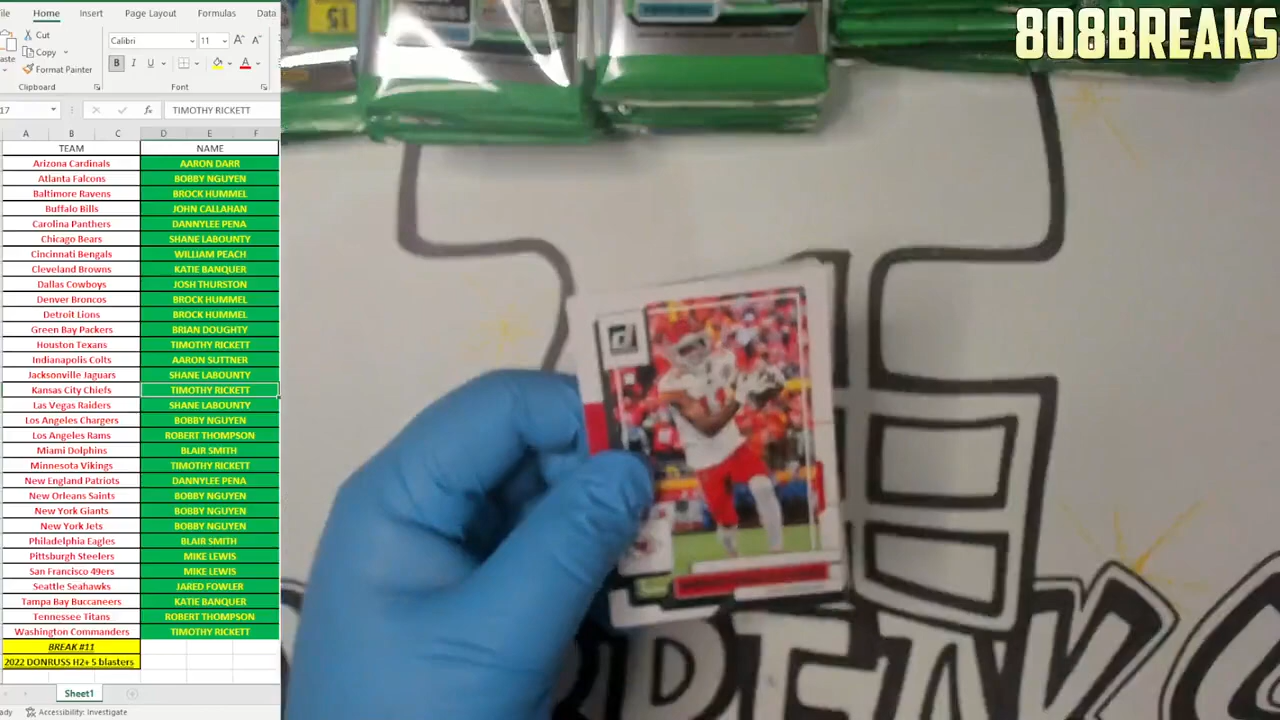 808BREAKS
File Home Insert Page Layout Formulas Data
Cut
Copy
Format Painter
Calibri 11 A A
B I U A
Clipboard Font
17 fx TIMOTHY RICKETT
A B C D E F
TEAM NAME
Arizona Cardinals AARON DARR
Atlanta Falcons BOBBY NGUYEN
Baltimore Ravens BROCK HUMMEL
Buffalo Bills JOHN CALLAHAN
Carolina Panthers DANNYLEE PENA
Chicago Bears SHANE LABOUNTY
Cincinnati Bengals WILLIAM PEACH
Cleveland Browns KATIE BANQUER
Dallas Cowboys JOSH THURSTON
Denver Broncos BROCK HUMMEL
Detroit Lions BROCK HUMMEL
Green Bay Packers BRIAN DOUGHTY
Houston Texans TIMOTHY RICKETT
Indianapolis Colts AARON SUTTNER
Jacksonville Jaguars SHANE LABOUNTY
Kansas City Chiefs TIMOTHY RICKETT
Las Vegas Raiders SHANE LABOUNTY
Los Angeles Chargers BOBBY NGUYEN
Los Angeles Rams ROBERT THOMPSON
Miami Dolphins BLAIR SMITH
Minnesota Vikings TIMOTHY RICKETT
New England Patriots DANNYLEE PENA
New Orleans Saints BOBBY NGUYEN
New York Giants BOBBY NGUYEN
New York Jets BOBBY NGUYEN
Philadelphia Eagles BLAIR SMITH
Pittsburgh Steelers MIKE LEWIS
San Francisco 49ers MIKE LEWIS
Seattle Seahawks JARED FOWLER
Tampa Bay Buccaneers KATIE BANQUER
Tennessee Titans ROBERT THOMPSON
Washington Commanders TIMOTHY RICKETT
BREAK #11
2022 DONRUSS H2+ 5 blasters
Sheet1
Accessibility: Investigate